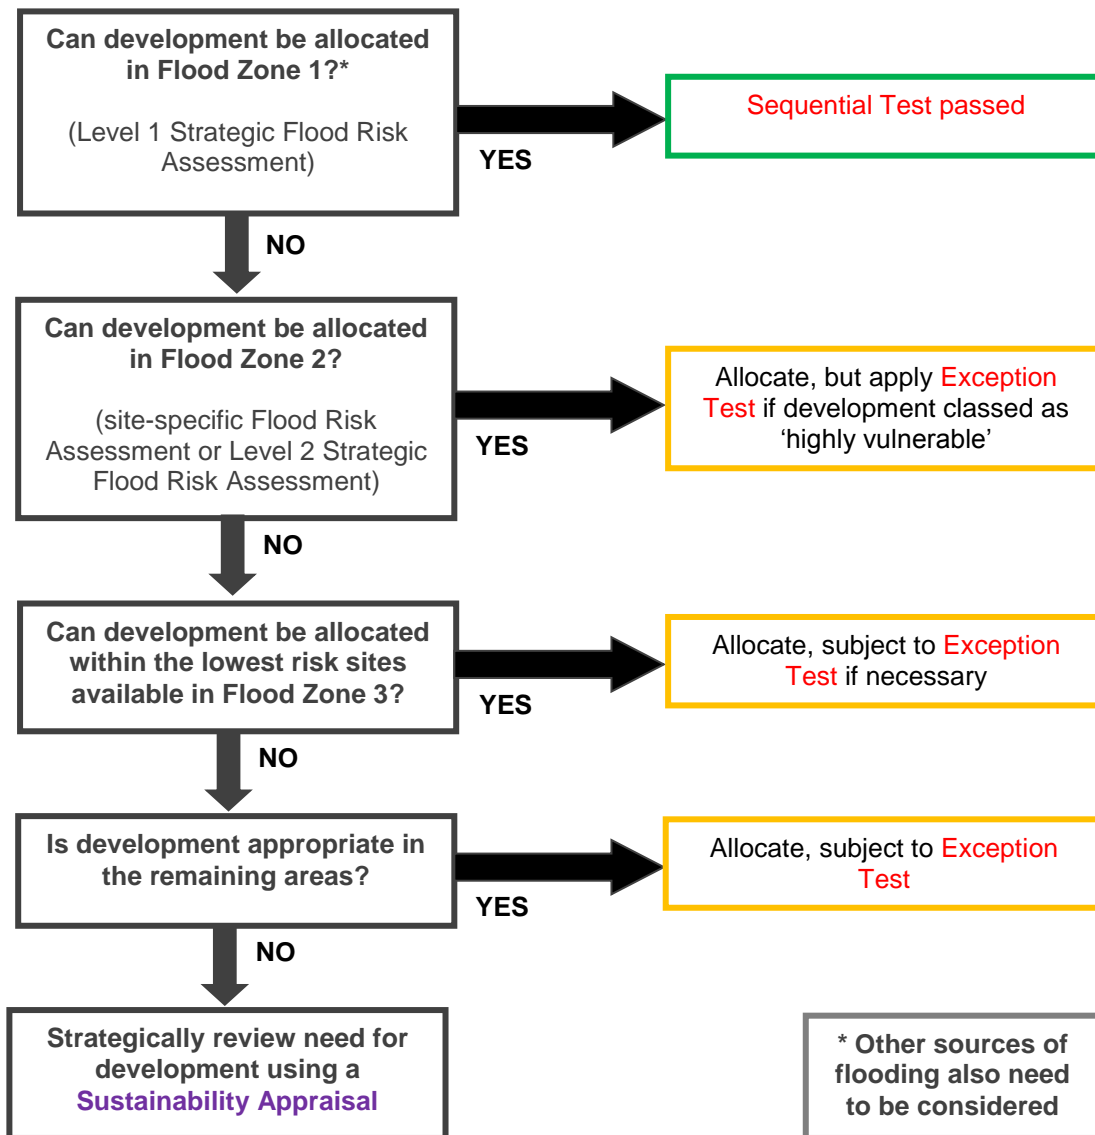 Can development be allocated
in Flood Zone 1?*
(Level 1 Strategic Flood Risk
Assessment)
YES
Sequential Test passed
NO
Can development be allocated
in Flood Zone 2?
(site-specific Flood Risk
Assessment or Level 2 Strategic
Flood Risk Assessment)
YES
Allocate, but apply Exception
Test if development classed as
‘highly vulnerable’
NO
Can development be allocated
within the lowest risk sites
available in Flood Zone 3?
YES
Allocate, subject to Exception
Test if necessary
NO
Is development appropriate in
the remaining areas?
YES
Allocate, subject to Exception
Test
NO
Strategically review need for
development using a
Sustainability Appraisal
* Other sources of
flooding also need
to be considered